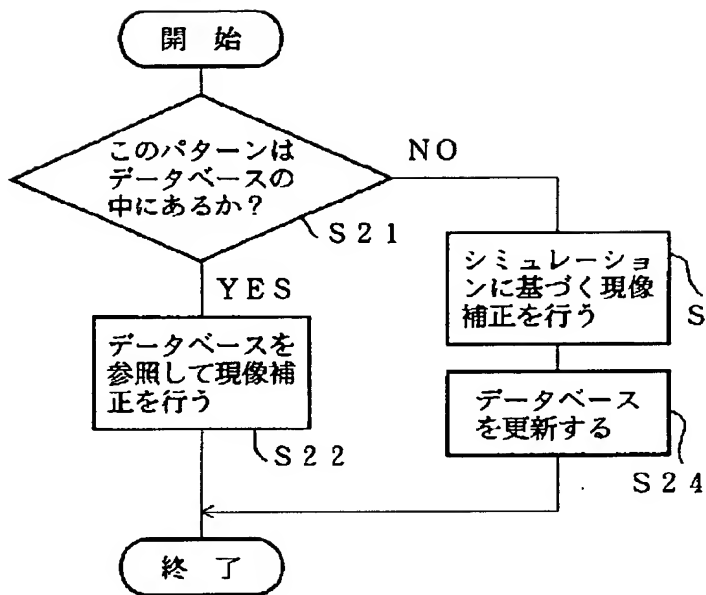 開 始
このパターンは
データベースの
中にあるか？
NO
S21
YES
シミュレーショ
ンに基づく現像
補正を行う
S
データベースを
参照して現像補
正を行う
S22
データベース
を更新する
S24
終 了